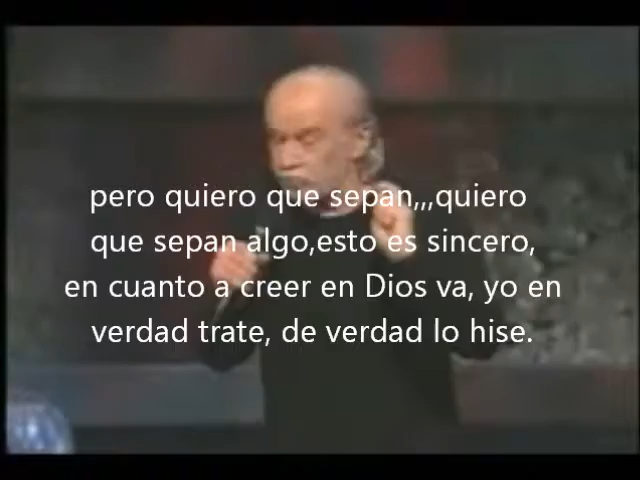 pero quiero que sepan,,,quiero
que sepan algo,esto es sincero,
en cuanto a creer en Dios va, yo en
verdad trate, de verdad lo hise.